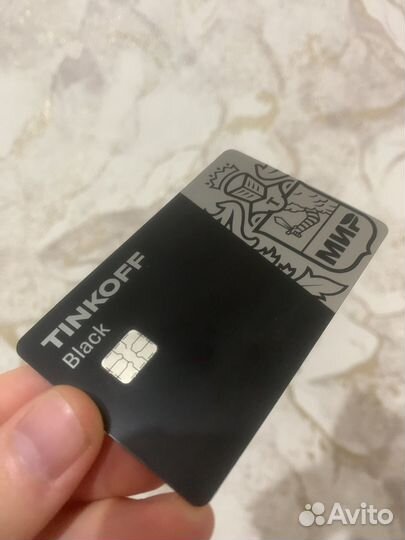 TINKOFF
Black
МИР
Т
Avito